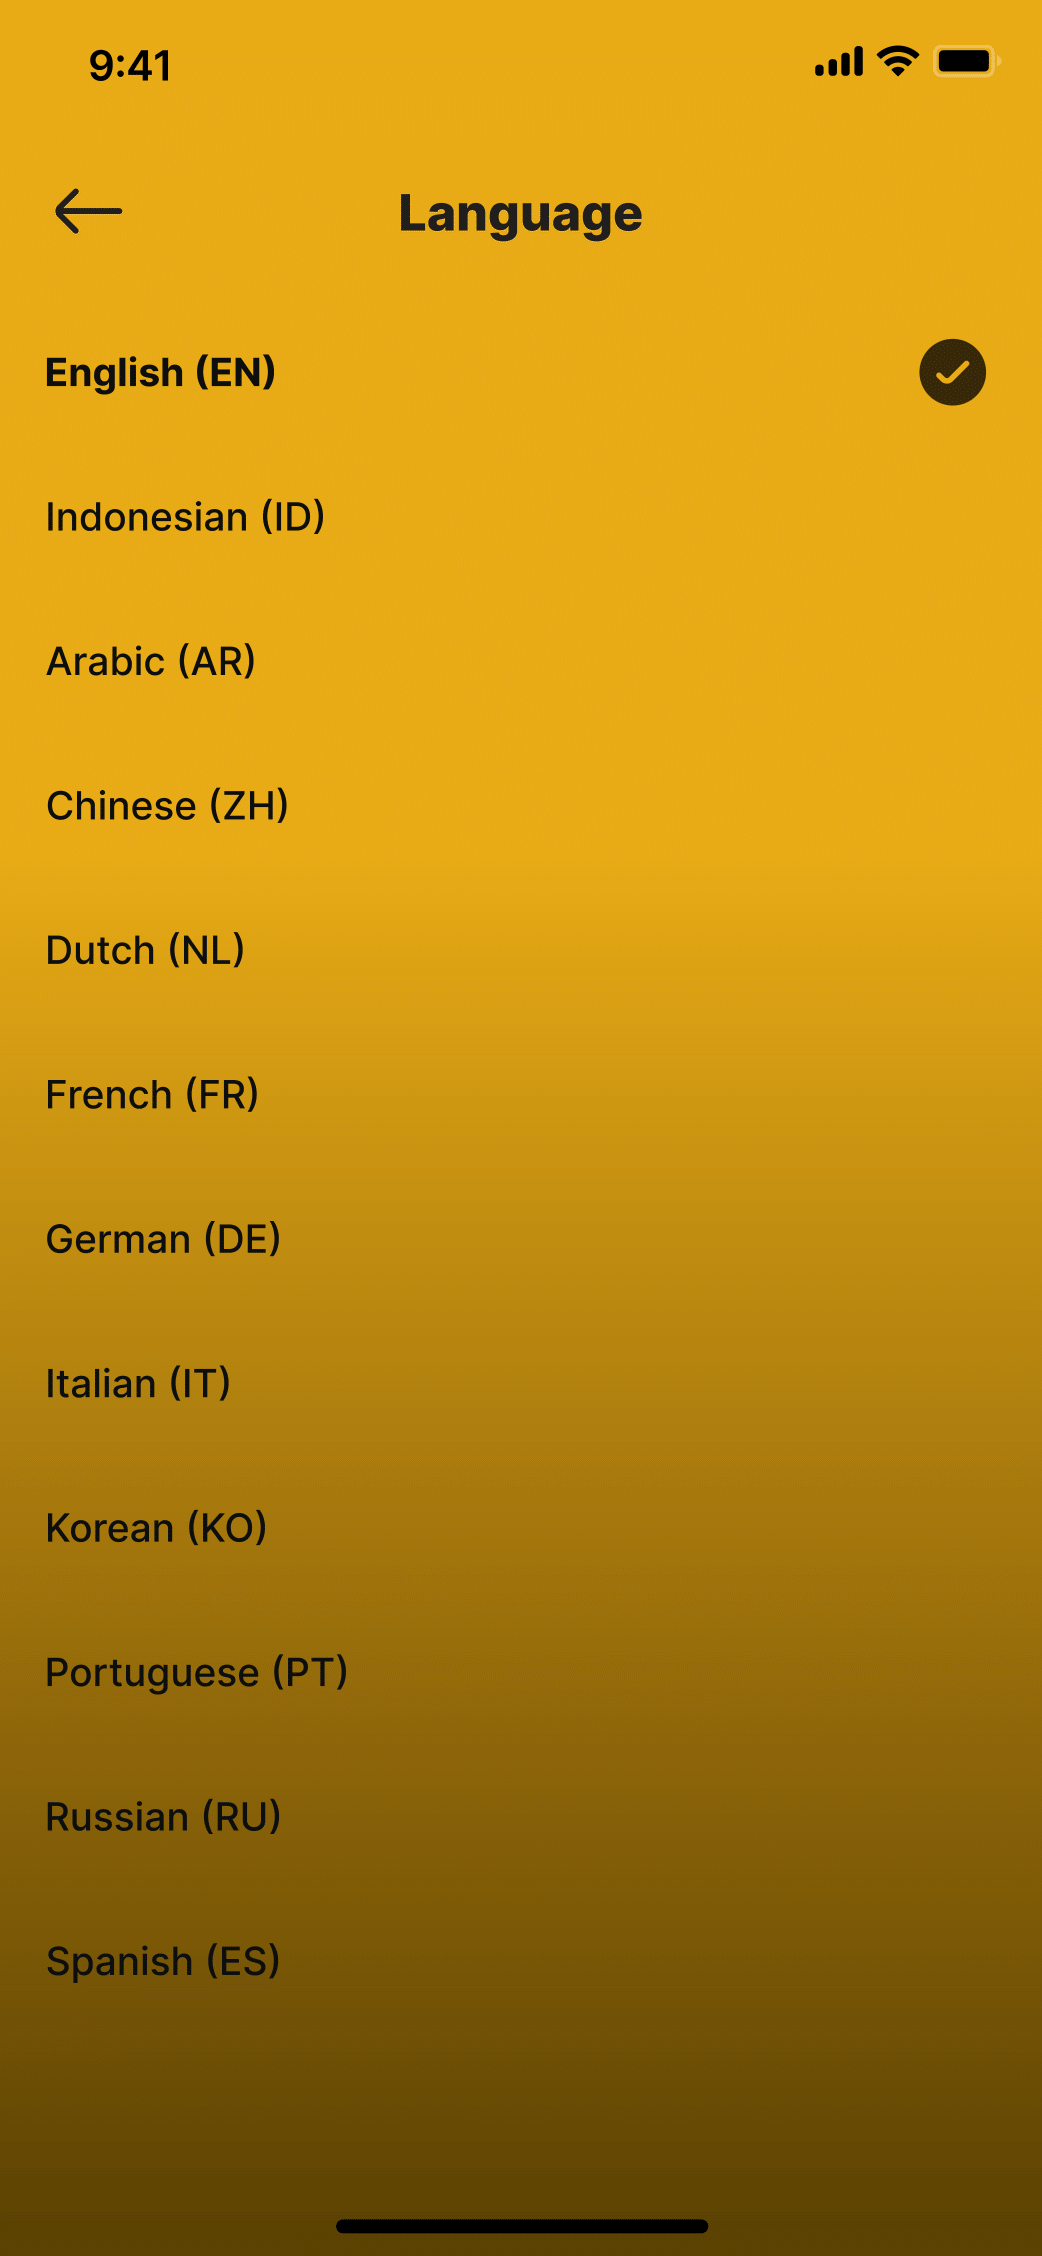 9:41
Language
English (EN)
Indonesian (ID)
Arabic (AR)
Chinese (ZH)
Dutch (NL)
French (FR)
German (DE)
Italian (IT)
Korean (KO)
Portuguese (PT)
Russian (RU)
Spanish (ES)